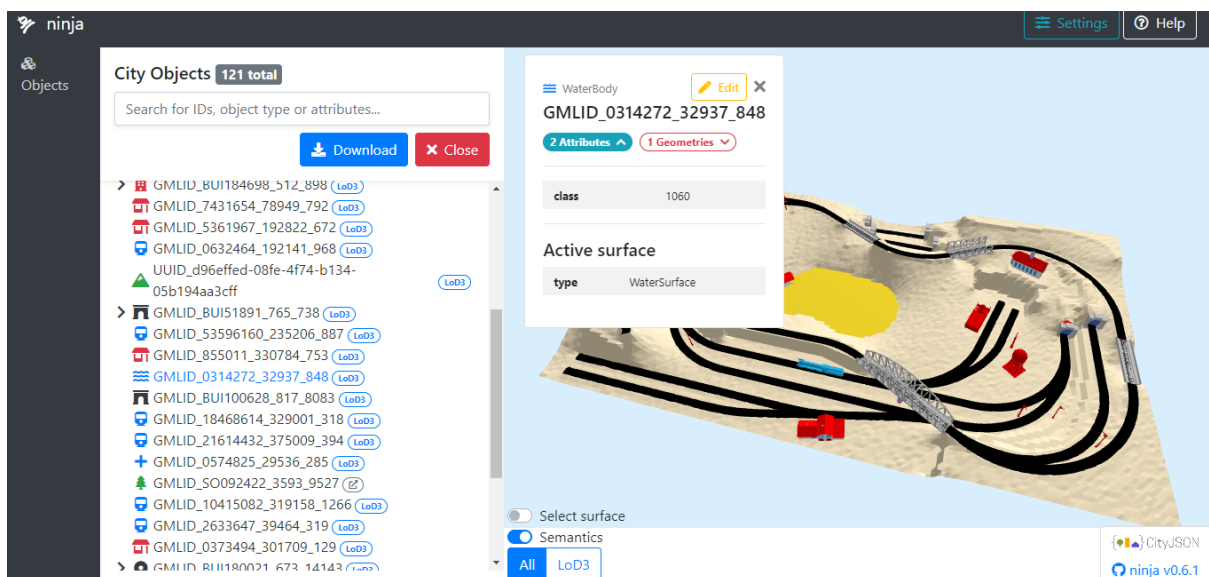 ninja
Settings
Help
Objects
City Objects 121 total
Search for IDs, object type or attributes...
Download
Close
GMLID_BUI184698_512_898 LoD3
GMLID_7431654_78949_792 LoD3
GMLID_5361967_192822_672 LoD3
GMLID_0632464_192141_968 LoD3
UUID_d96effed-08fe-4f74-b134-
05b194aa3cff LoD3
GMLID_BUI51891_765_738 LoD3
GMLID_53596160_235206_887 LoD3
GMLID_855011_330784_753 LoD3
GMLID_0314272_32937_848 LoD3
GMLID_BUI100628_817_8083 LoD3
GMLID_18468614_329001_318 LoD3
GMLID_21614432_375009_394 LoD3
GMLID_0574825_29536_285 LoD3
GMLID_SO092422_3593_9527
GMLID_10415082_319158_1266 LoD3
GMLID_2633647_39464_319 LoD3
GMLID_0373494_301709_129 LoD3
GMLID_BUI180021_673_14143 LoD3
WaterBody
Edit
GMLID_0314272_32937_848
2 Attributes
1 Geometries
class 1060
Active surface
type WaterSurface
Select surface
Semantics
All LoD3
CityJSON
ninja v0.6.1